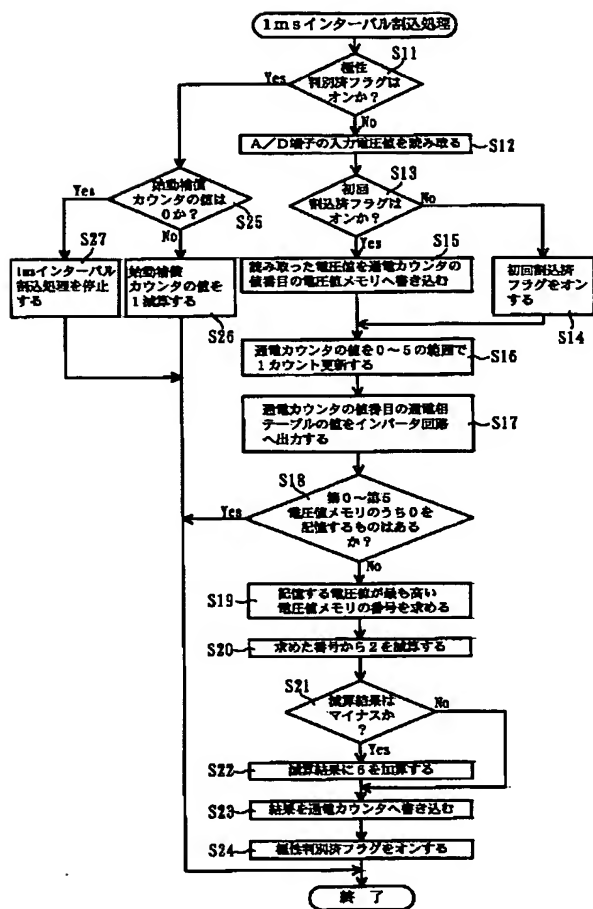 1msインターバル割込処理
S11
極性
判別済フラグは
オンか？
Yes
No
A／D端子の入力電圧値を読み取る
S12
S13
初回
割込済フラグは
オンか？
No
Yes
始動補償
カウンタの値は
0か？
S25
Yes
No
S27
1msインターバル
割込処理を停止
する
始動補償
カウンタの値を
1減算する
S26
S15
読み取った電圧値を通電カウンタの
値番目の電圧値メモリへ書き込む
初回割込済
フラグをオン
する
S14
通電カウンタの値を0～5の範囲で
1カウント更新する
S16
通電カウンタの値番目の通電相
テーブルの値をインバータ回路
へ出力する
S17
S18
第0～第5
電圧値メモリのうち0を
記憶するものはある
か？
Yes
No
S19
記憶する電圧値が最も高い
電圧値メモリの番号を求める
S20
求めた番号から2を減算する
S21
減算結果は
マイナスか
？
No
Yes
S22
減算結果に6を加算する
S23
結果を通電カウンタへ書き込む
S24
極性判別済フラグをオンする
終了